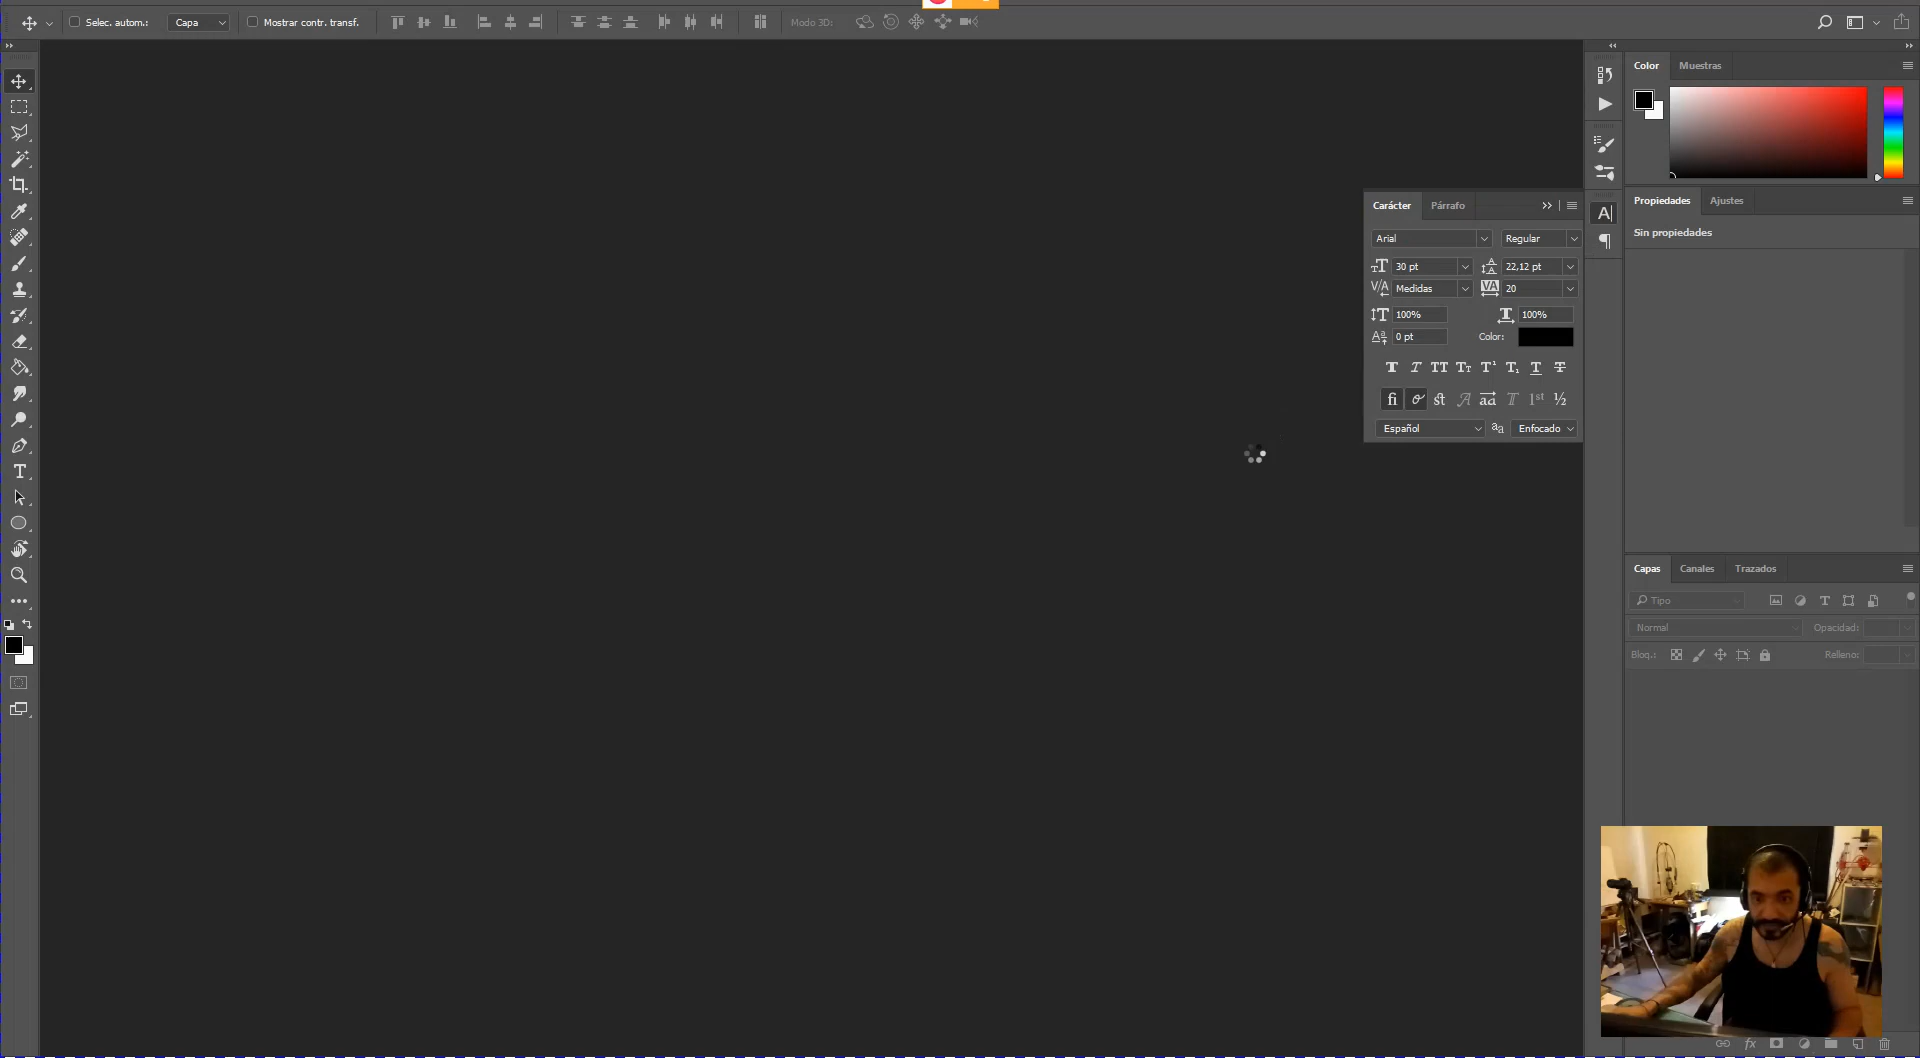 Selec. autom.: Capa Mostrar contr. transf. Modo 3D:
Color Muestras
Carácter Párrafo
Propiedades Ajustes
Arial Regular
Sin propiedades
30 pt 22,12 pt
Medidas 20
100% 100%
0 pt Color:
Español Enfocado
Capas Canales Trazados
Tipo
Normal Opacidad:
Bloq.: Relleno: